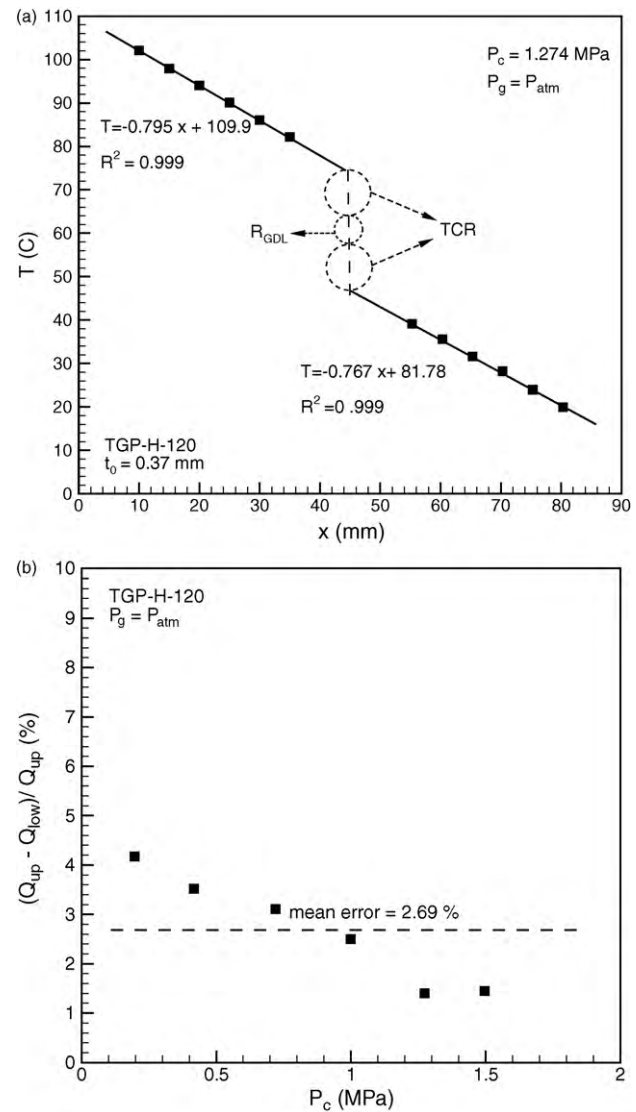 (a)
110
100
90
80
70
60
50
40
30
20
10
0
T (C)
P_c = 1.274 MPa
P_g = P_atm
T=-0.795 x + 109.9
R² = 0.999
R_GDL
TCR
T=-0.767 x+ 81.78
R²=0 .999
TGP-H-120
t₀ = 0.37 mm
0 10 20 30 40 50 60 70 80 90
x (mm)
(b)
10
9
8
7
6
5
4
3
2
1
0
(Q_up - Q_low)/ Q_up (%)
TGP-H-120
P_g = P_atm
mean error = 2.69 %
0 0.5 1 1.5 2
P_c (MPa)